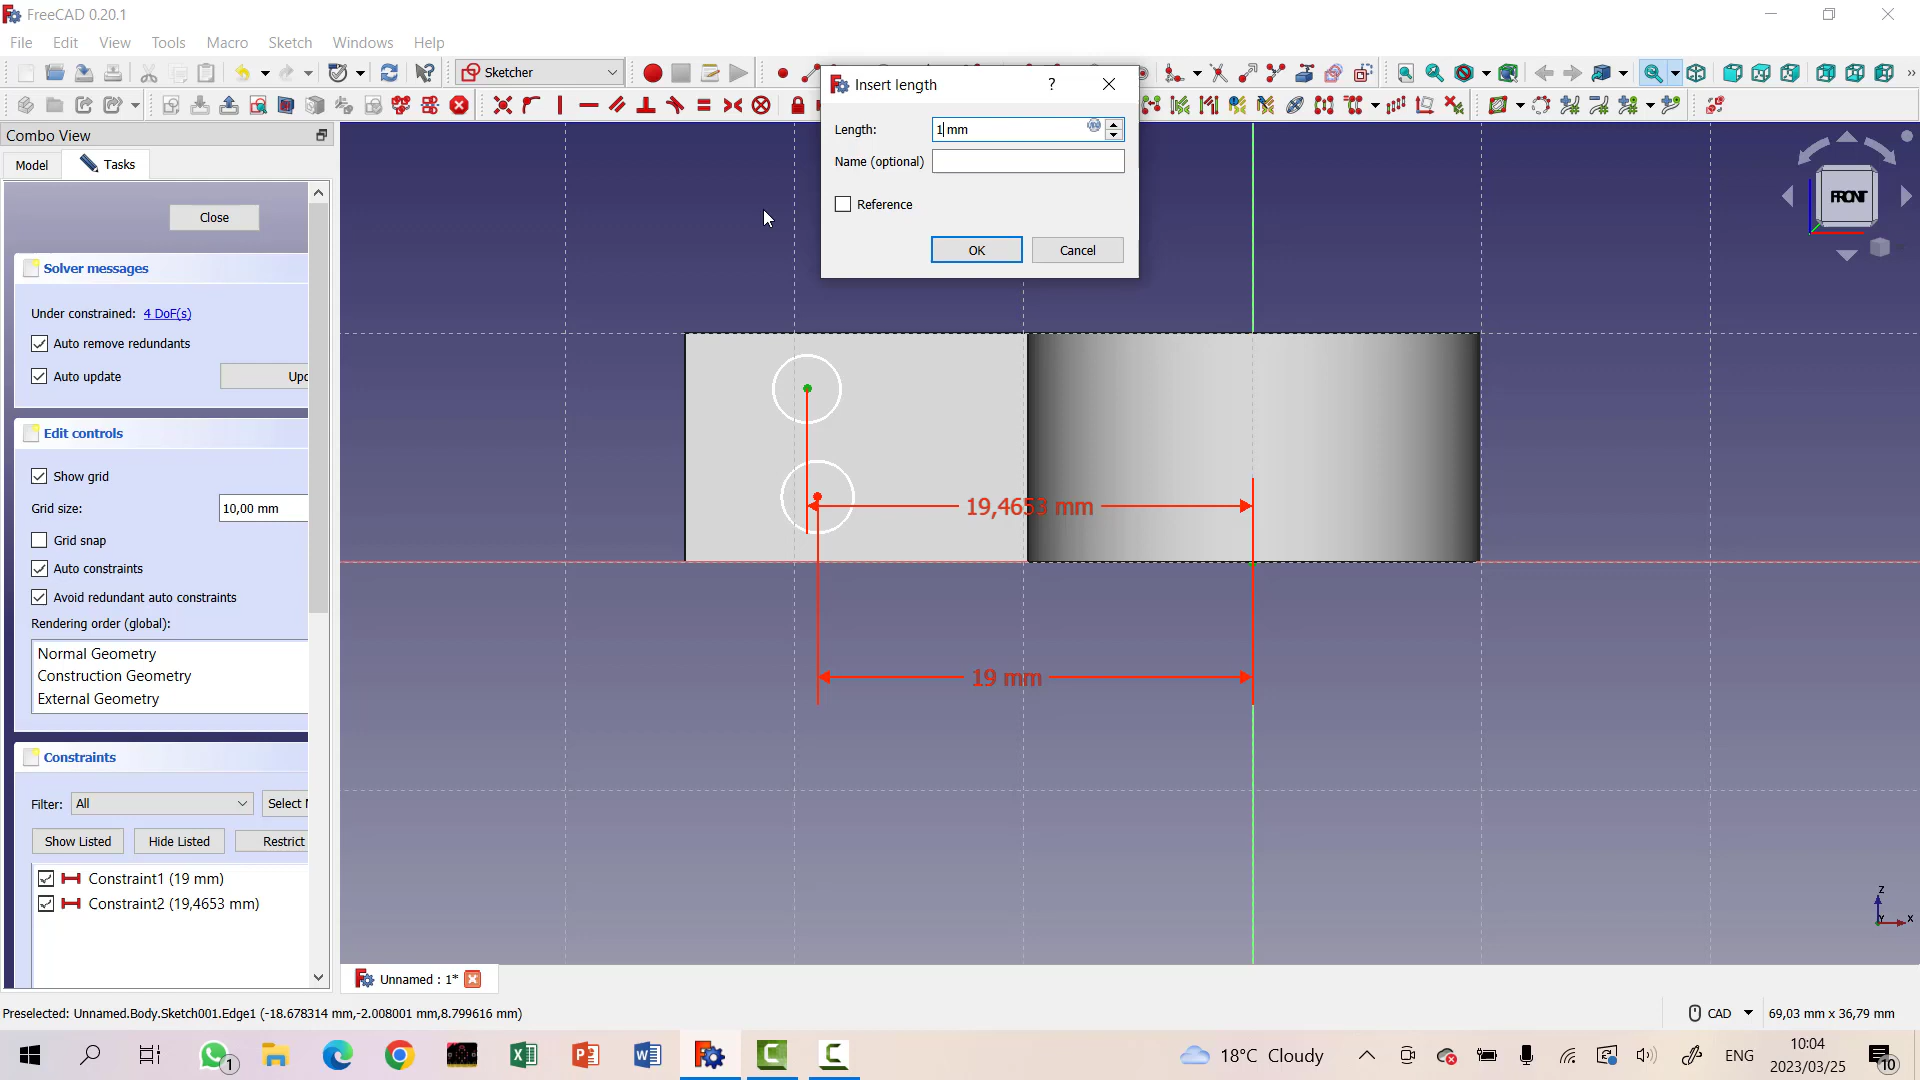 FreeCAD 0.20.1
File Edit View Tools Macro Sketch Windows Help
Sketcher
Insert length
?
Length: 1 mm
Name (optional)
Reference
OK Cancel
Combo View
Model Tasks
Close
Solver messages
Under constrained: 4 DoF(s)
Auto remove redundants
Auto update Upd
Edit controls
Show grid
Grid size: 10,00 mm
Grid snap
Auto constraints
Avoid redundant auto constraints
Rendering order (global):
Normal Geometry
Construction Geometry
External Geometry
Constraints
Filter: All Select
Show Listed Hide Listed Restrict
Constraint1 (19 mm)
Constraint2 (19,4653 mm)
19,4653 mm
19 mm
FRONT
Z
Y X
Unnamed : 1*
Preselected: Unnamed.Body.Sketch001.Edge1 (-18.678314 mm,-2.008001 mm,8.799616 mm)
CAD 69,03 mm x 36,79 mm
1
18°C Cloudy
ENG
10:04
2023/03/25
10